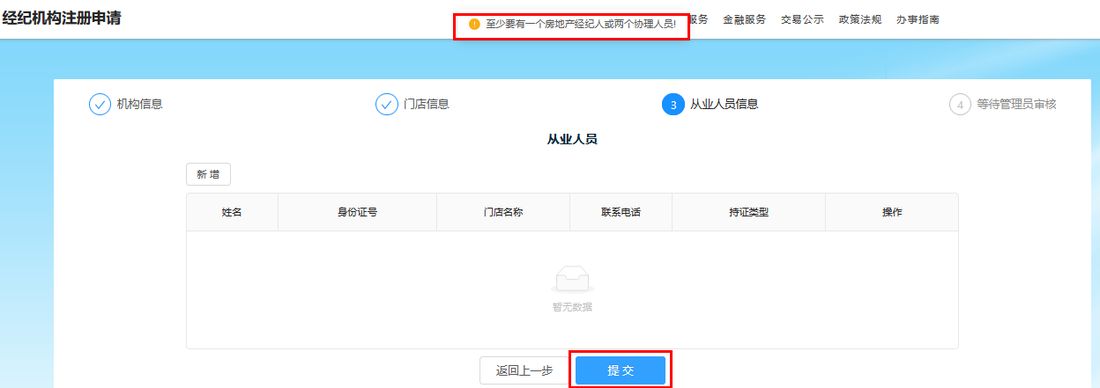 经纪机构注册申请
至少要有一个房地产经纪人或两个协理人员!
服务 金融服务 交易公示 政策法规 办事指南
机构信息 门店信息 3 从业人员信息 4 等待管理员审核
从业人员
新 增
姓名 身份证号 门店名称 联系电话 持证类型 操作
暂无数据
返回上一步 提 交